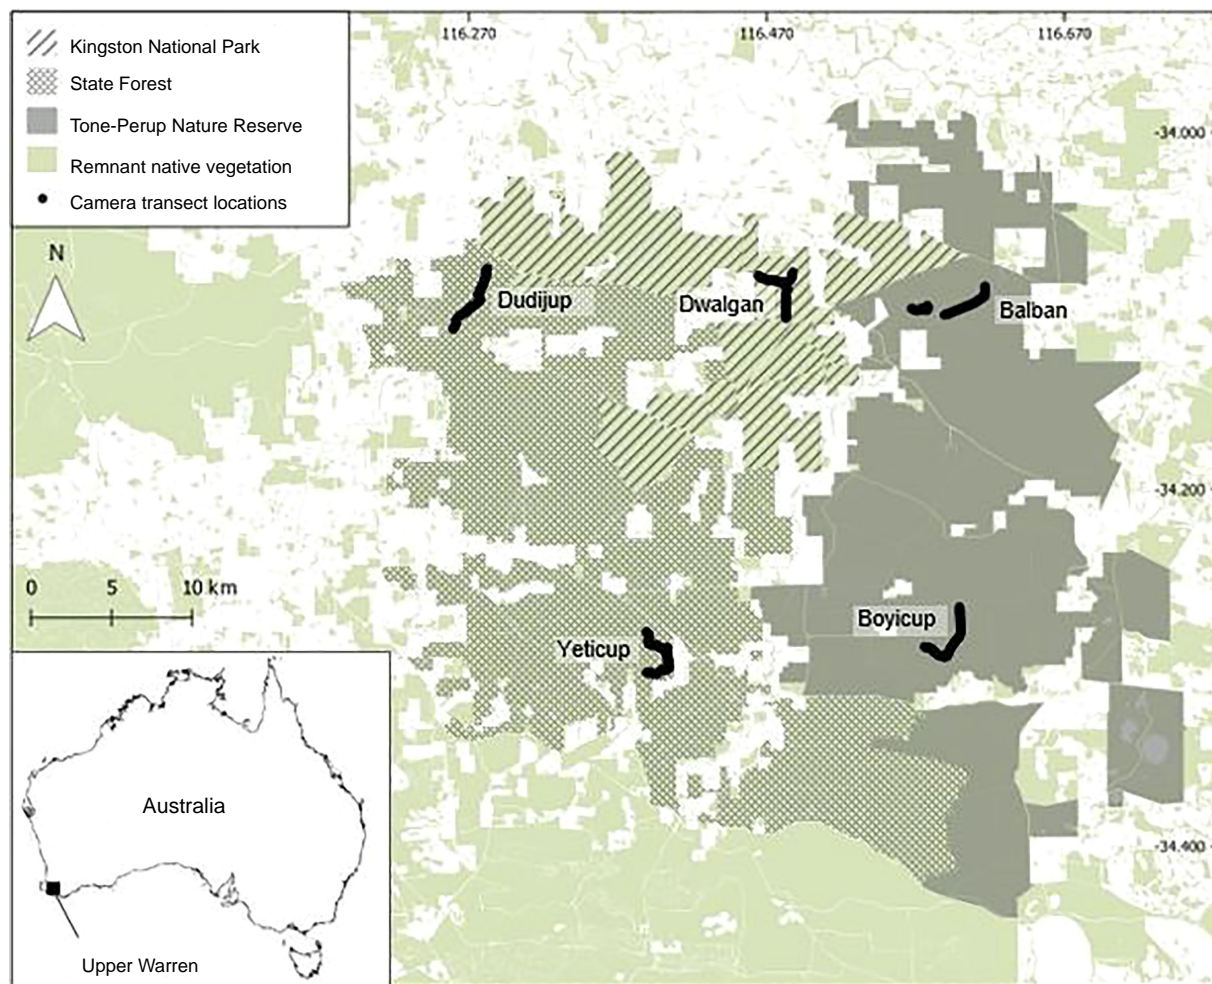 Kingston National Park
State Forest
Tone-Perup Nature Reserve
Remnant native vegetation
Camera transect locations
116.270
116.470
116.670
-34.000
N
Dudijup
Dwalgan
Balban
-34.200
0 5 10 km
Boyicup
Yeticup
-34.400
Australia
Upper Warren